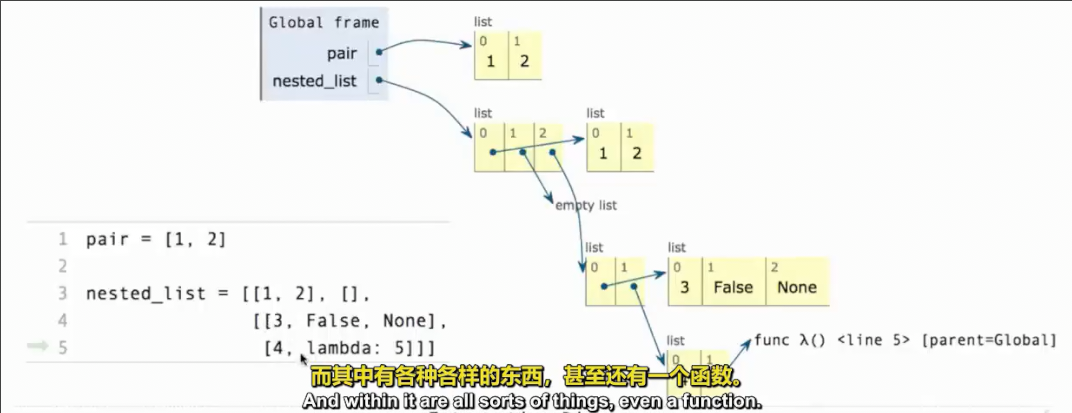 Global frame
pair
nested_list
list
0 1
1 2
list
0 1 2
list
0 1
1 2
empty list
list
0 1
list
0 1 2
3 False None
list
0 1
func λ() <line 5> [parent=Global]
1 pair = [1, 2]
2
3 nested_list = [[1, 2], [],
4 [[3, False, None],
5 [4, lambda: 5]]]
而其中有各种各样的东西，甚至还有一个函数。
And within it are all sorts of things, even a function.